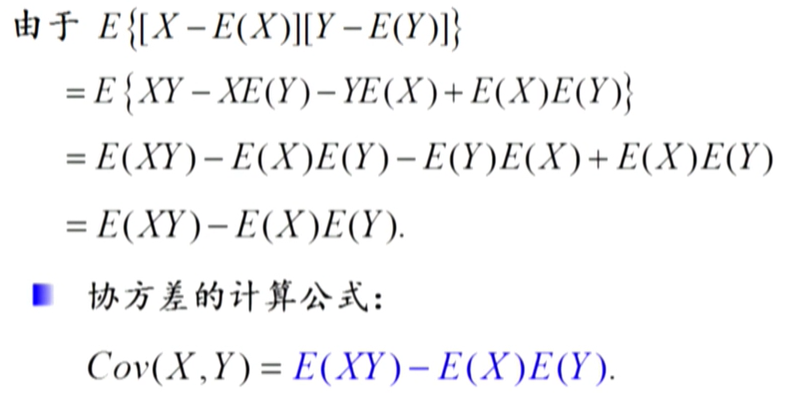 由于 E{[X−E(X)][Y−E(Y)]}
=E{XY−XE(Y)−YE(X)+E(X)E(Y)}
=E(XY)−E(X)E(Y)−E(Y)E(X)+E(X)E(Y)
=E(XY)−E(X)E(Y).
协方差的计算公式：
Cov(X,Y)=E(XY)−E(X)E(Y).